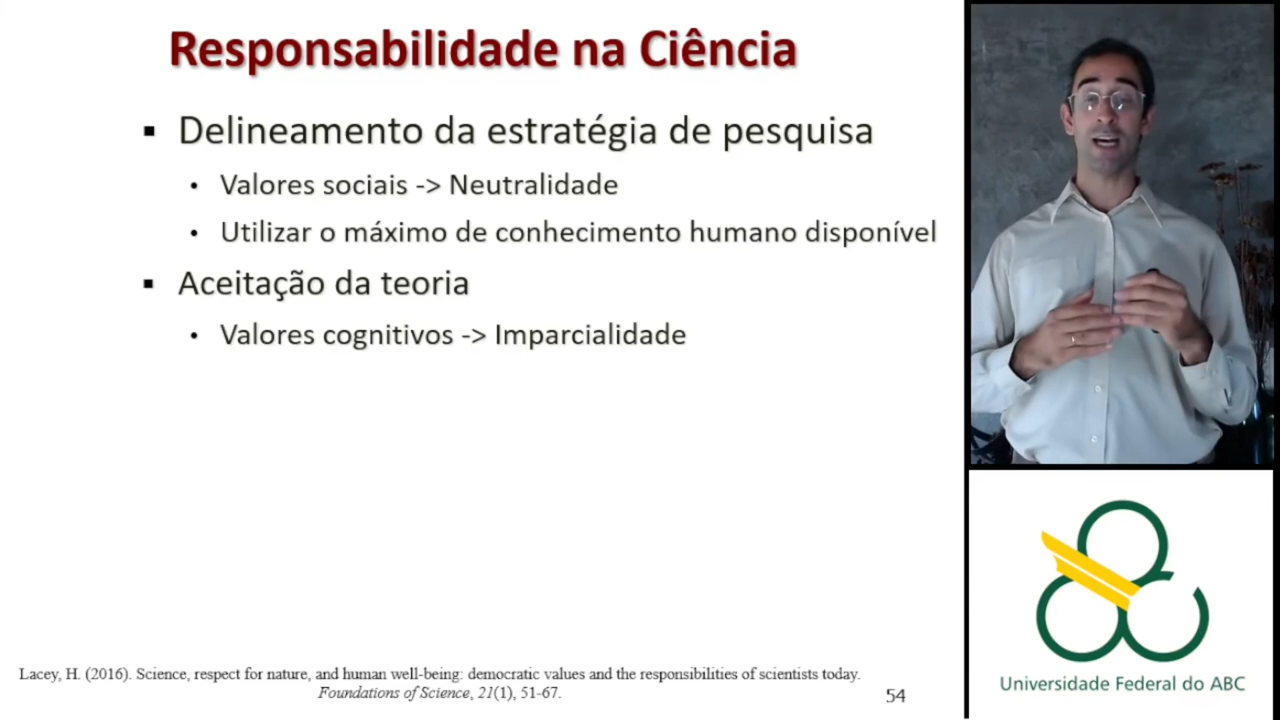 Responsabilidade na Ciência
▪ Delineamento da estratégia de pesquisa
• Valores sociais -> Neutralidade
• Utilizar o máximo de conhecimento humano disponível
▪ Aceitação da teoria
• Valores cognitivos -> Imparcialidade
Lacey, H. (2016). Science, respect for nature, and human well-being: democratic values and the responsibilities of scientists today.
Foundations of Science, 21(1), 51-67.
54
Universidade Federal do ABC